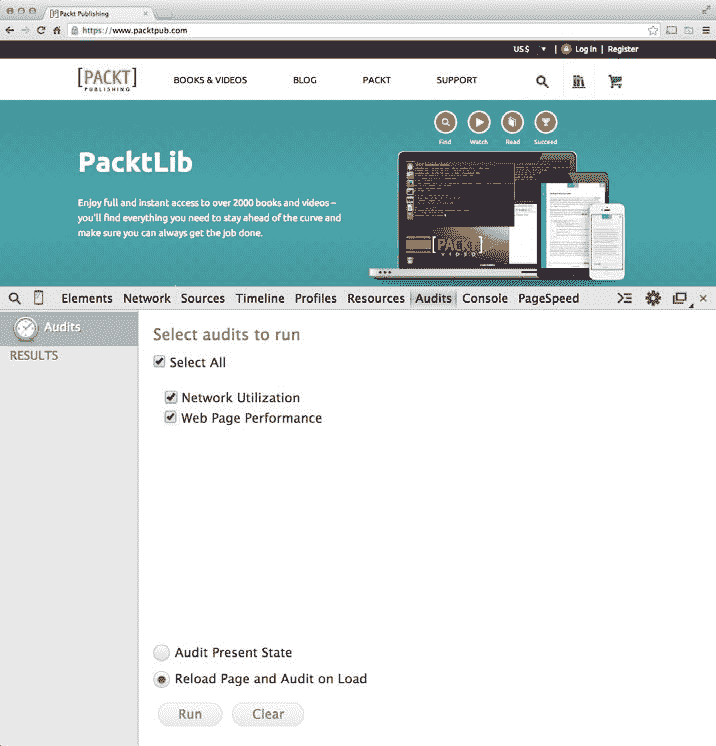 Packt Publishing
https://www.packtpub.com
US $ | Log in | Register
[PACKT]
PUBLISHING
BOOKS & VIDEOS BLOG PACKT SUPPORT
Find Watch Read Succeed
PacktLib
Enjoy full and instant access to over 2000 books and videos –
you'll find everything you need to stay ahead of the curve and
make sure you can always get the job done.
[PACKT]
VIDEO
Elements Network Sources Timeline Profiles Resources Audits Console PageSpeed
Audits
RESULTS
Select audits to run
Select All
Network Utilization
Web Page Performance
Audit Present State
Reload Page and Audit on Load
Run Clear